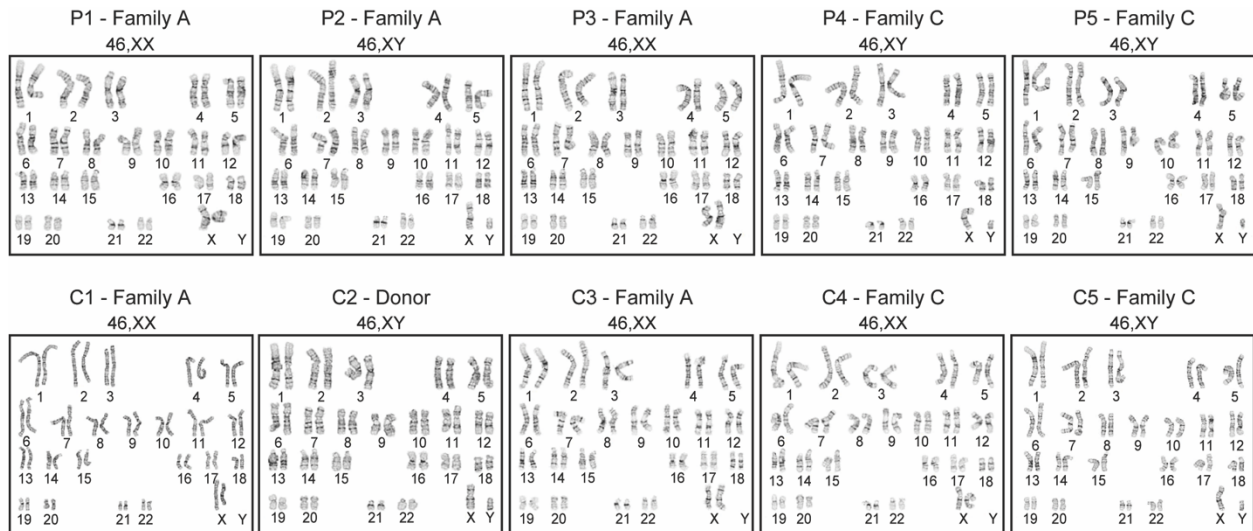 P1 - Family A
46,XX
1 2 3 4 5
6 7 8 9 10 11 12
13 14 15 16 17 18
19 20 21 22 X Y
P2 - Family A
46,XY
1 2 3 4 5
6 7 8 9 10 11 12
13 14 15 16 17 18
19 20 21 22 X Y
P3 - Family A
46,XX
1 2 3 4 5
6 7 8 9 10 11 12
13 14 15 16 17 18
19 20 21 22 X Y
P4 - Family C
46,XY
1 2 3 4 5
6 7 8 9 10 11 12
13 14 15 16 17 18
19 20 21 22 X Y
P5 - Family C
46,XY
1 2 3 4 5
6 7 8 9 10 11 12
13 14 15 16 17 18
19 20 21 22 X Y
C1 - Family A
46,XX
1 2 3 4 5
6 7 8 9 10 11 12
13 14 15 16 17 18
19 20 21 22 X Y
C2 - Donor
46,XY
1 2 3 4 5
6 7 8 9 10 11 12
13 14 15 16 17 18
19 20 21 22 X Y
C3 - Family A
46,XX
1 2 3 4 5
6 7 8 9 10 11 12
13 14 15 16 17 18
19 20 21 22 X Y
C4 - Family C
46,XX
1 2 3 4 5
6 7 8 9 10 11 12
13 14 15 16 17 18
19 20 21 22 X Y
C5 - Family C
46,XY
1 2 3 4 5
6 7 8 9 10 11 12
13 14 15 16 17 18
19 20 21 22 X Y